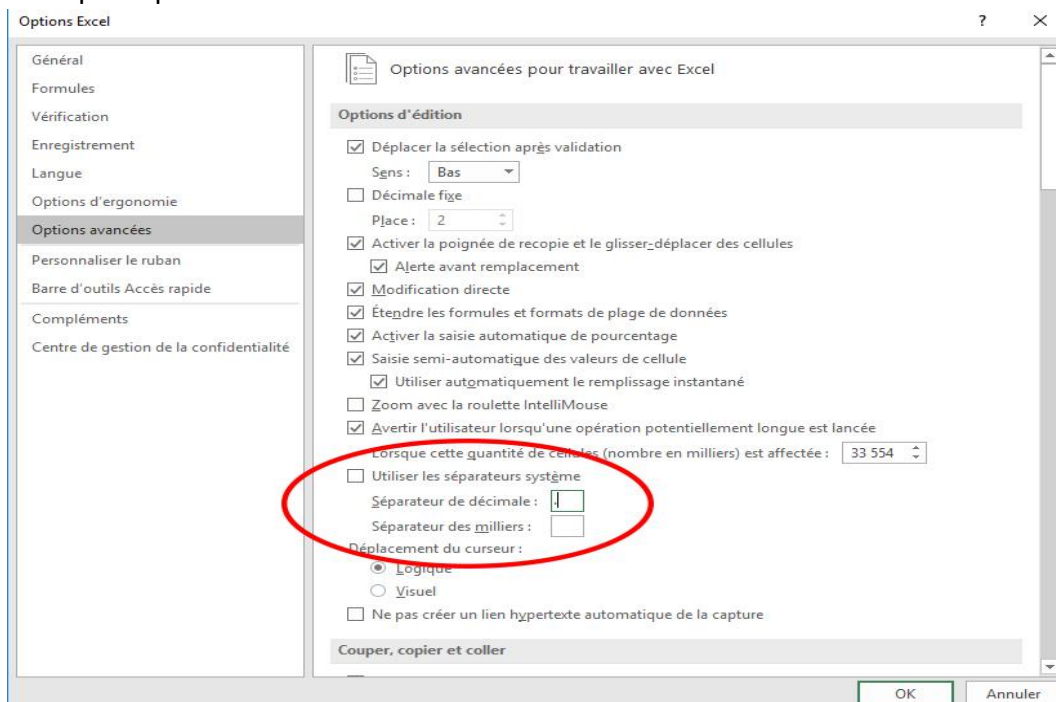 Options Excel
?
Général
Formules
Vérification
Enregistrement
Langue
Options d'ergonomie
Options avancées
Personnaliser le ruban
Barre d'outils Accès rapide
Compléments
Centre de gestion de la confidentialité
Options avancées pour travailler avec Excel
Options d'édition
Déplacer la sélection après validation
Sens : Bas
Décimale fixe
Place : 2
Activer la poignée de recopie et le glisser-déplacer des cellules
Alerte avant remplacement
Modification directe
Étendre les formules et formats de plage de données
Activer la saisie automatique de pourcentage
Saisie semi-automatique des valeurs de cellule
Utiliser automatiquement le remplissage instantané
Zoom avec la roulette IntelliMouse
Avertir l'utilisateur lorsqu'une opération potentiellement longue est lancée
Lorsque cette quantité de cellules (nombre en milliers) est affectée : 33 554
Utiliser les séparateurs système
Séparateur de décimale : .
Séparateur des milliers :
Déplacement du curseur :
Logique
Visuel
Ne pas créer un lien hypertexte automatique de la capture
Couper, copier et coller
OK Annuler